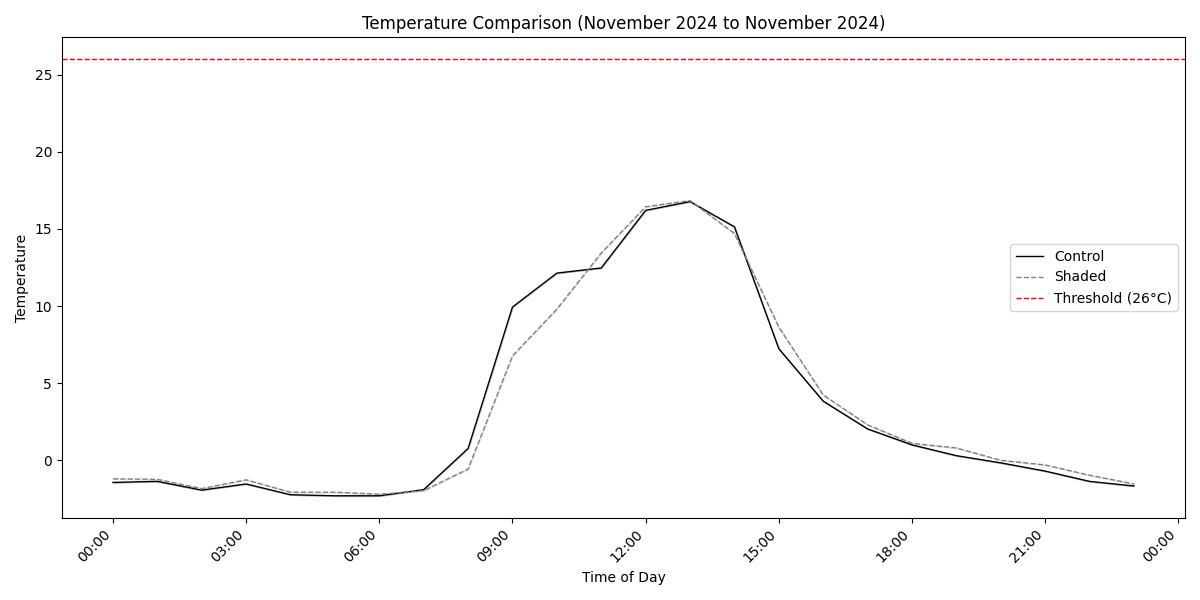 Temperature Comparison (November 2024 to November 2024)
25
20
15
10
5
0
Temperature
Control
Shaded
Threshold (26°C)
00:00
03:00
06:00
09:00
12:00
15:00
18:00
21:00
00:00
Time of Day